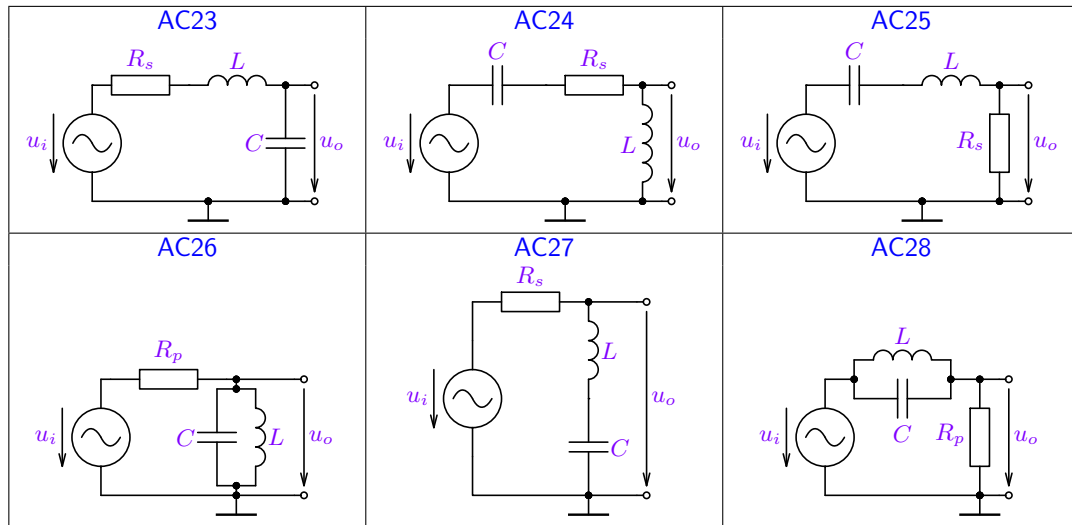 AC23
R_s
L
u_i
C
u_o
AC24
C
R_s
u_i
L
u_o
AC25
C
L
u_i
R_s
u_o
AC26
R_p
u_i
C
L
u_o
AC27
R_s
L
u_i
u_o
C
AC28
L
u_i
C
R_p
u_o